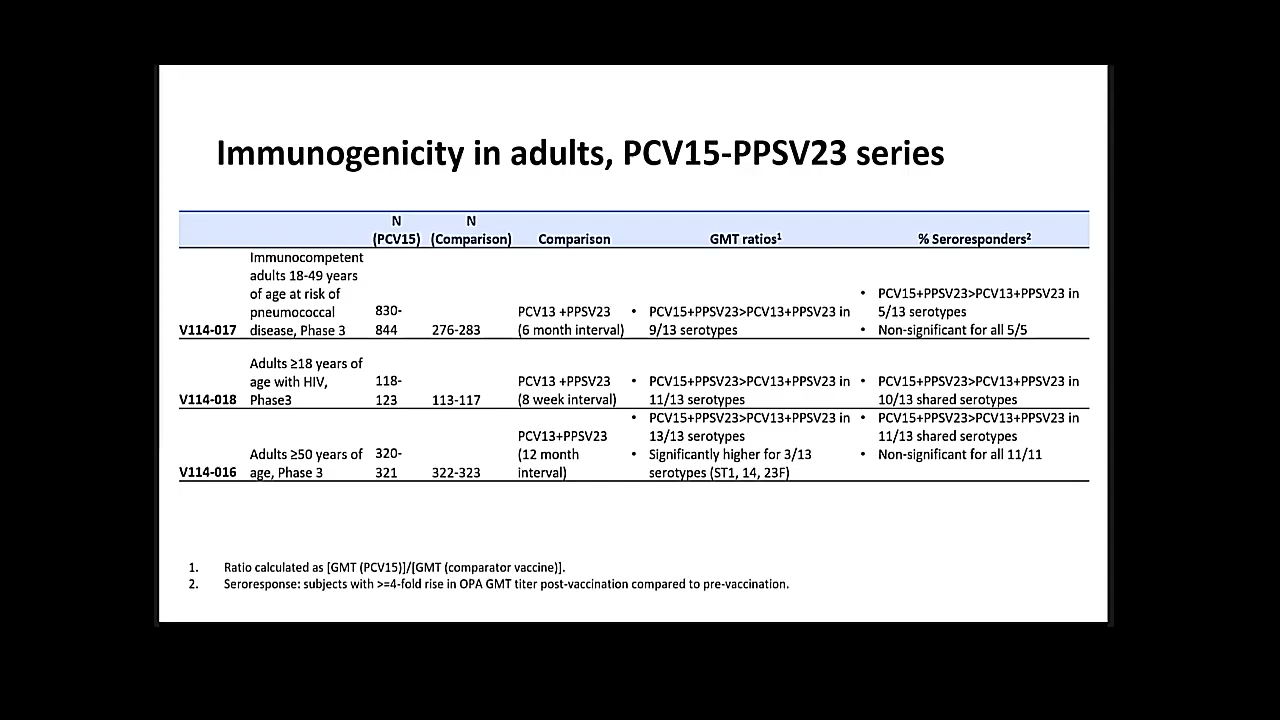 Immunogenicity in adults, PCV15-PPSV23 series
N (PCV15) N (Comparison) Comparison GMT ratios¹ % Seroresponders²
V114-017
Immunocompetent
adults 18-49 years
of age at risk of
pneumococcal
disease, Phase 3
830-
844
276-283
PCV13 +PPSV23
(6 month interval)
• PCV15+PPSV23>PCV13+PPSV23 in
9/13 serotypes
• PCV15+PPSV23>PCV13+PPSV23 in
5/13 serotypes
• Non-significant for all 5/5
V114-018
Adults ≥18 years of
age with HIV,
Phase3
118-
123
113-117
PCV13 +PPSV23
(8 week interval)
• PCV15+PPSV23>PCV13+PPSV23 in
11/13 serotypes
• PCV15+PPSV23>PCV13+PPSV23 in
10/13 shared serotypes
V114-016
Adults ≥50 years of
age, Phase 3
320-
321
322-323
PCV13+PPSV23
(12 month
interval)
• PCV15+PPSV23>PCV13+PPSV23 in
13/13 serotypes
• Significantly higher for 3/13
serotypes (ST1, 14, 23F)
• PCV15+PPSV23>PCV13+PPSV23 in
11/13 shared serotypes
• Non-significant for all 11/11
1. Ratio calculated as [GMT (PCV15)]/[GMT (comparator vaccine)].
2. Seroresponse: subjects with >=4-fold rise in OPA GMT titer post-vaccination compared to pre-vaccination.